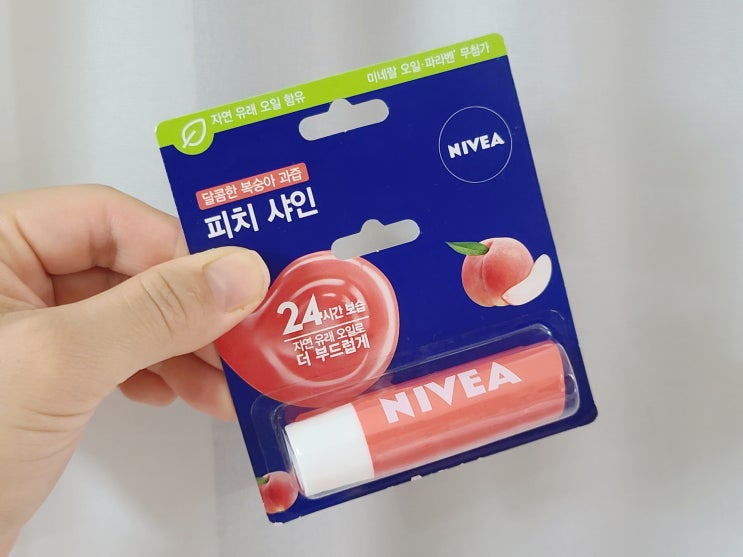 자연 유래 오일 함유
미네랄 오일·파라벤* 무첨가
NIVEA
달콤한 복숭아 과즙
피치 샤인
24시간 보습
자연 유래 오일로
더 부드럽게
NIVEA